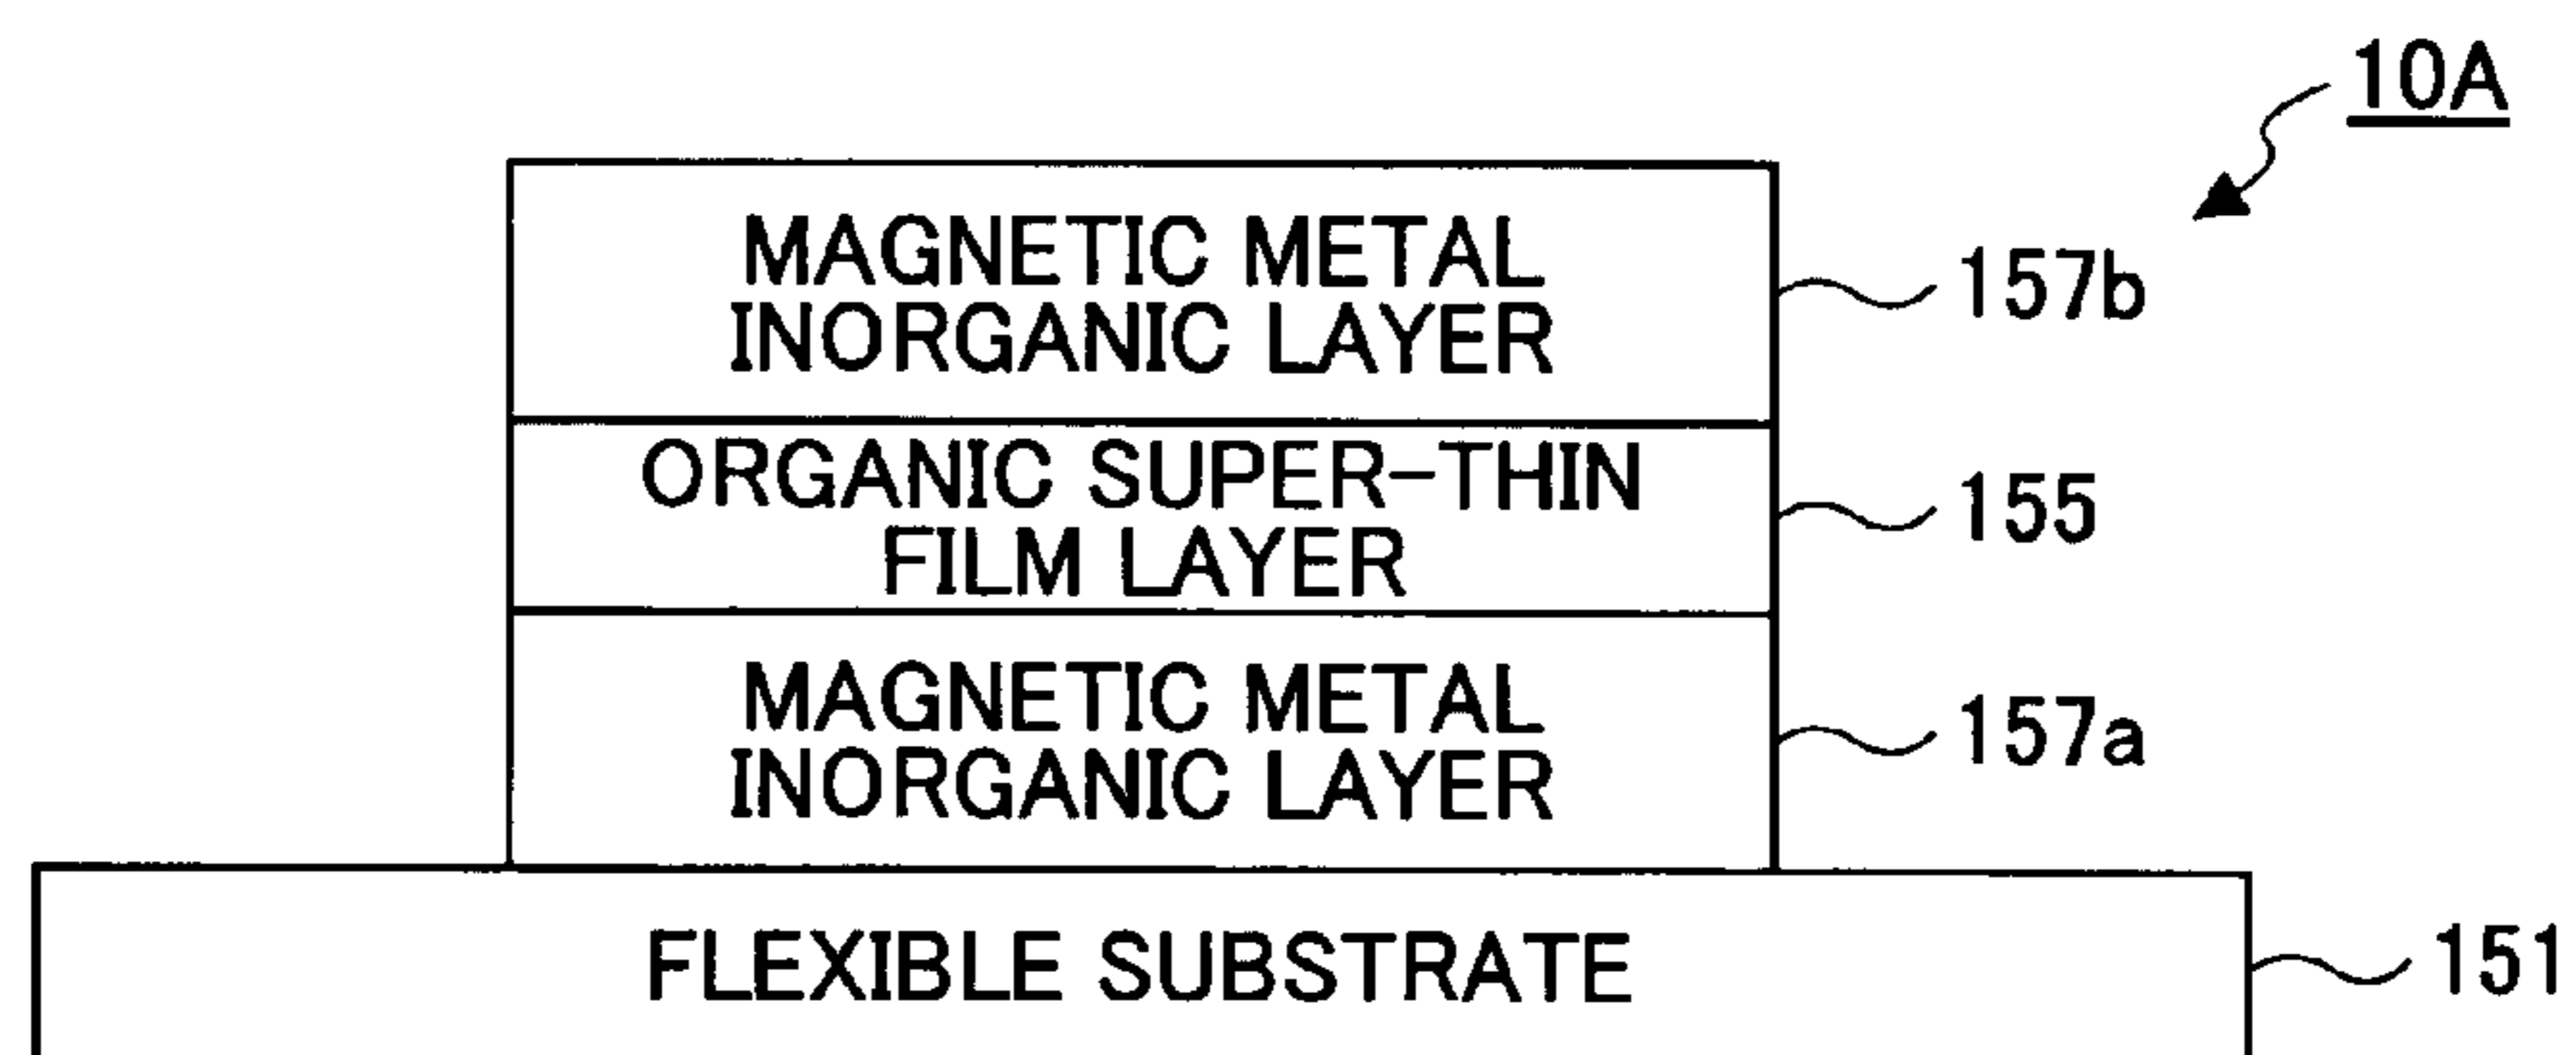 10A
MAGNETIC METAL
INORGANIC LAYER
157b
ORGANIC SUPER-THIN
FILM LAYER
155
MAGNETIC METAL
INORGANIC LAYER
157a
FLEXIBLE SUBSTRATE
151